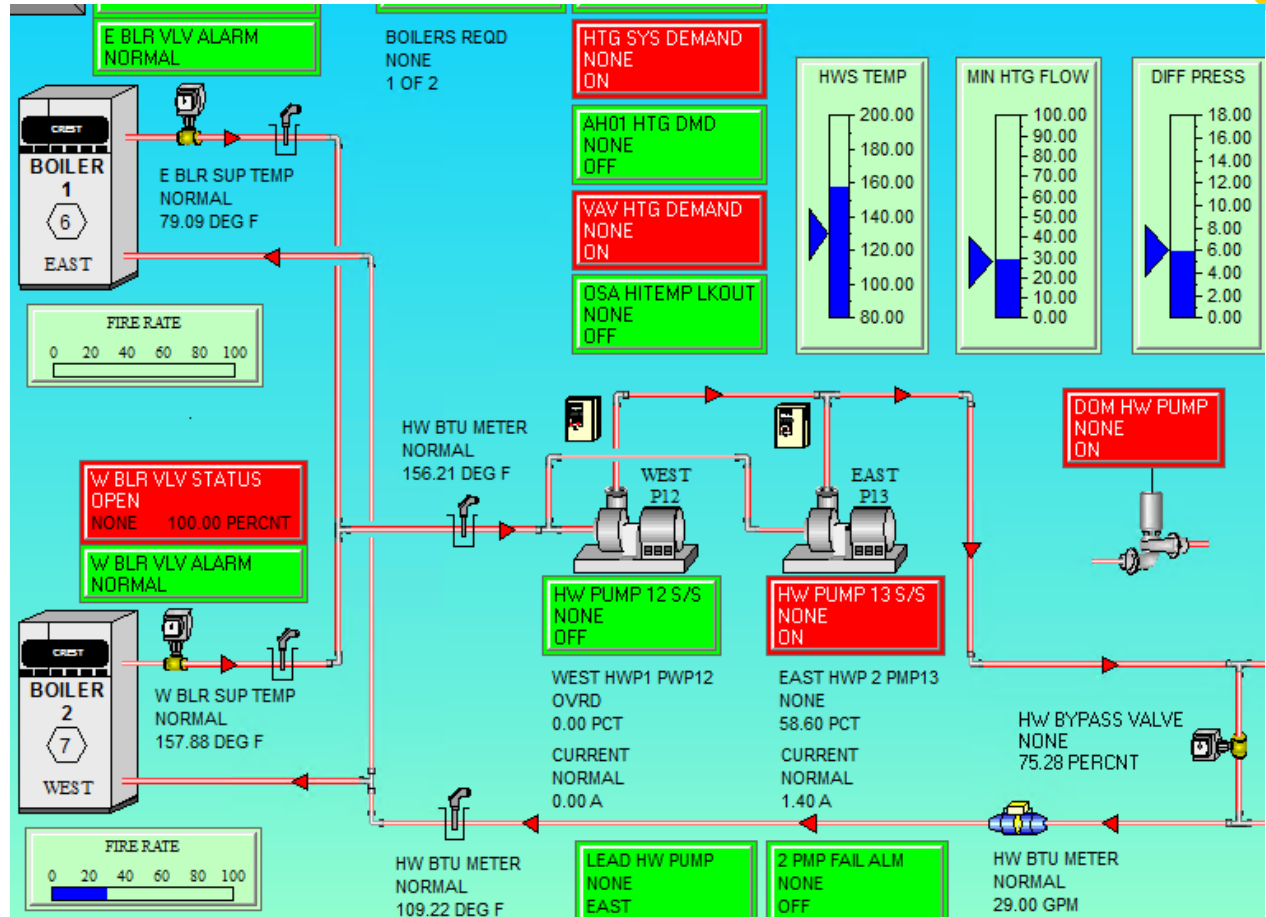 E BLR VLV ALARM
NORMAL
BOILERS REQD
NONE
1 OF 2
HTG SYS DEMAND
NONE
ON
AH01 HTG DMD
NONE
OFF
VAV HTG DEMAND
NONE
ON
OSA HITEMP LKOUT
NONE
OFF
HWS TEMP
200.00
180.00
160.00
140.00
120.00
100.00
80.00
MIN HTG FLOW
100.00
90.00
80.00
70.00
60.00
50.00
40.00
30.00
20.00
10.00
0.00
DIFF PRESS
18.00
16.00
14.00
12.00
10.00
8.00
6.00
4.00
2.00
0.00
CREST
BOILER
1
6
EAST
E BLR SUP TEMP
NORMAL
79.09 DEG F
FIRE RATE
0 20 40 60 80 100
HW BTU METER
NORMAL
156.21 DEG F
WEST
P12
EAST
P13
DOM HW PUMP
NONE
ON
W BLR VLV STATUS
OPEN
NONE 100.00 PERCNT
W BLR VLV ALARM
NORMAL
HW PUMP 12 S/S
NONE
OFF
HW PUMP 13 S/S
NONE
ON
CREST
BOILER
2
7
WEST
W BLR SUP TEMP
NORMAL
157.88 DEG F
WEST HWP1 PWP12
OVRD
0.00 PCT
CURRENT
NORMAL
0.00 A
EAST HWP 2 PMP13
NONE
58.60 PCT
CURRENT
NORMAL
1.40 A
HW BYPASS VALVE
NONE
75.28 PERCNT
FIRE RATE
0 20 40 60 80 100
HW BTU METER
NORMAL
109.22 DEG F
LEAD HW PUMP
NONE
EAST
2 PMP FAIL ALM
NONE
OFF
HW BTU METER
NORMAL
29.00 GPM